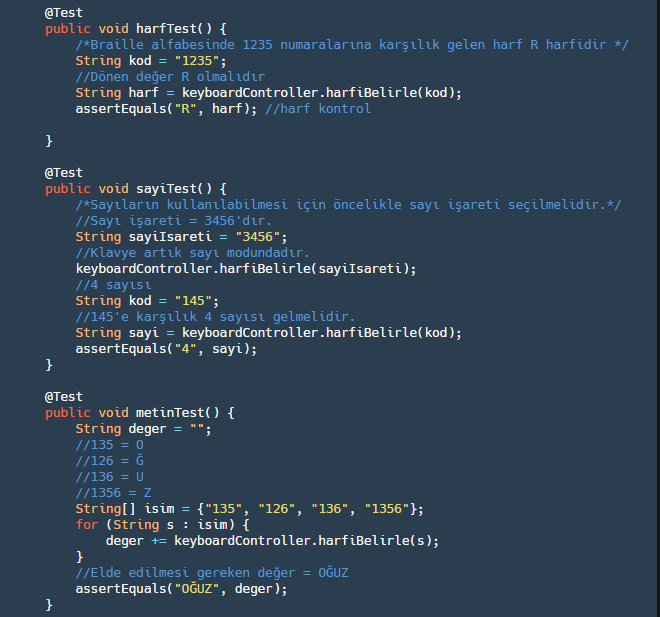 @Test
public void harfTest() {
/*Braille alfabesinde 1235 numaralarına karşılık gelen harf R harfidir */
String kod = "1235";
//Dönen değer R olmalıdır
String harf = keyboardController.harfiBelirle(kod);
assertEquals("R", harf); //harf kontrol
}
@Test
public void sayiTest() {
/*Sayıların kullanılabilmesi için öncelikle sayı işareti seçilmelidir.*/
//Sayı işareti = 3456'dır.
String sayiIsareti = "3456";
//Klavye artık sayı modundadır.
keyboardController.harfiBelirle(sayiIsareti);
//4 sayısı
String kod = "145";
//145'e karşılık 4 sayısı gelmelidir.
String sayi = keyboardController.harfiBelirle(kod);
assertEquals("4", sayi);
}
@Test
public void metinTest() {
String deger = "";
//135 = O
//126 = Ğ
//136 = U
//1356 = Z
String[] isim = {"135", "126", "136", "1356"};
for (String s : isim) {
deger += keyboardController.harfiBelirle(s);
}
//Elde edilmesi gereken değer = OĞUZ
assertEquals("OĞUZ", deger);
}